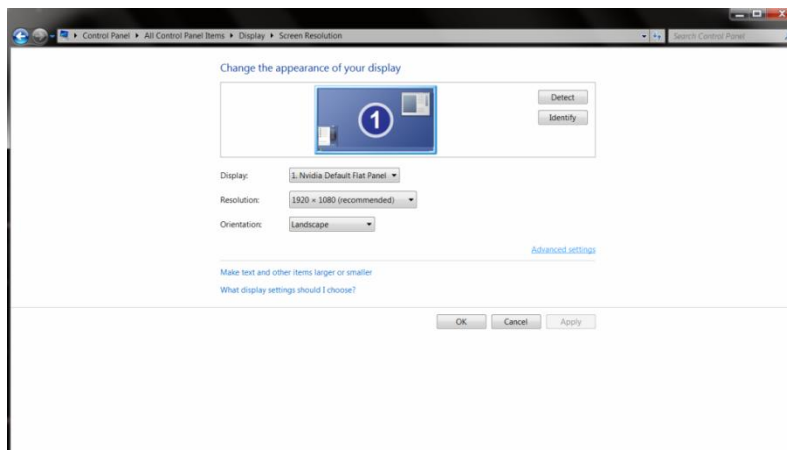 Control Panel ▸ All Control Panel Items ▸ Display ▸ Screen Resolution
Search Control Panel
Change the appearance of your display
1
Detect
Identify
Display: 1. Nvidia Default Flat Panel
Resolution: 1920 × 1080 (recommended)
Orientation: Landscape
Advanced settings
Make text and other items larger or smaller
What display settings should I choose?
OK Cancel Apply